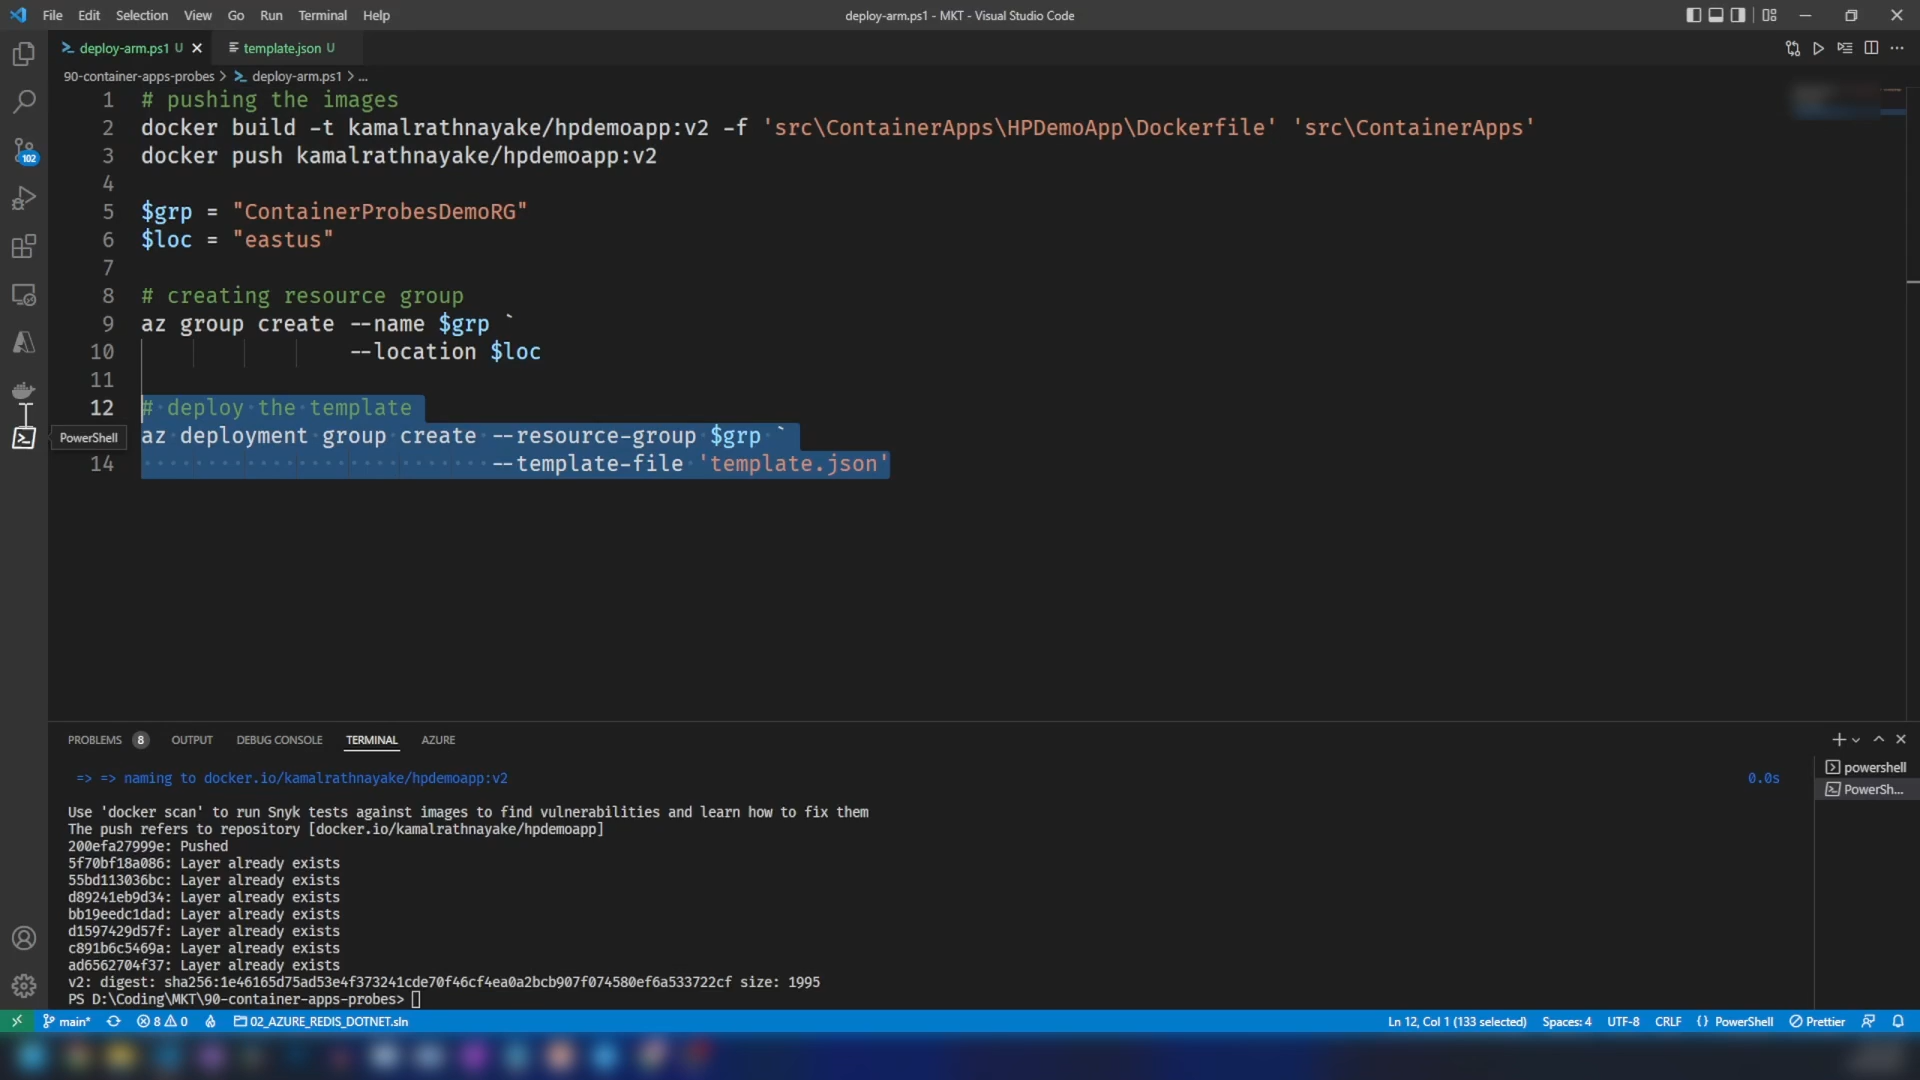 File Edit Selection View Go Run Terminal Help
deploy-arm.ps1 - MKT - Visual Studio Code
deploy-arm.ps1 U
template.json U
90-container-apps-probes > deploy-arm.ps1 > ...
1 # pushing the images
2 docker build -t kamalrathnayake/hpdemoapp:v2 -f 'src\ContainerApps\HPDemoApp\Dockerfile' 'src\ContainerApps'
3 docker push kamalrathnayake/hpdemoapp:v2
4
5 $grp = "ContainerProbesDemoRG"
6 $loc = "eastus"
7
8 # creating resource group
9 az group create --name $grp `
10 --location $loc
11
12 # deploy the template
az deployment group create --resource-group $grp `
14 --template-file 'template.json'
102
PowerShell
PROBLEMS 8 OUTPUT DEBUG CONSOLE TERMINAL AZURE
=> => naming to docker.io/kamalrathnayake/hpdemoapp:v2 0.0s
Use 'docker scan' to run Snyk tests against images to find vulnerabilities and learn how to fix them
The push refers to repository [docker.io/kamalrathnayake/hpdemoapp]
200efa27999e: Pushed
5f70bf18a086: Layer already exists
55bd113036bc: Layer already exists
d89241eb9d34: Layer already exists
bb19eedc1dad: Layer already exists
d1597429d57f: Layer already exists
c891b6c5469a: Layer already exists
ad6562704f37: Layer already exists
v2: digest: sha256:1e46165d75ad53e4f373241cde70f46cf4ea0a2bcb907f074580ef6a533722cf size: 1995
PS D:\Coding\MKT\90-container-apps-probes>
powershell
PowerSh...
main* 8 0 02_AZURE_REDIS_DOTNET.sln
Ln 12, Col 1 (133 selected) Spaces: 4 UTF-8 CRLF {} PowerShell Prettier